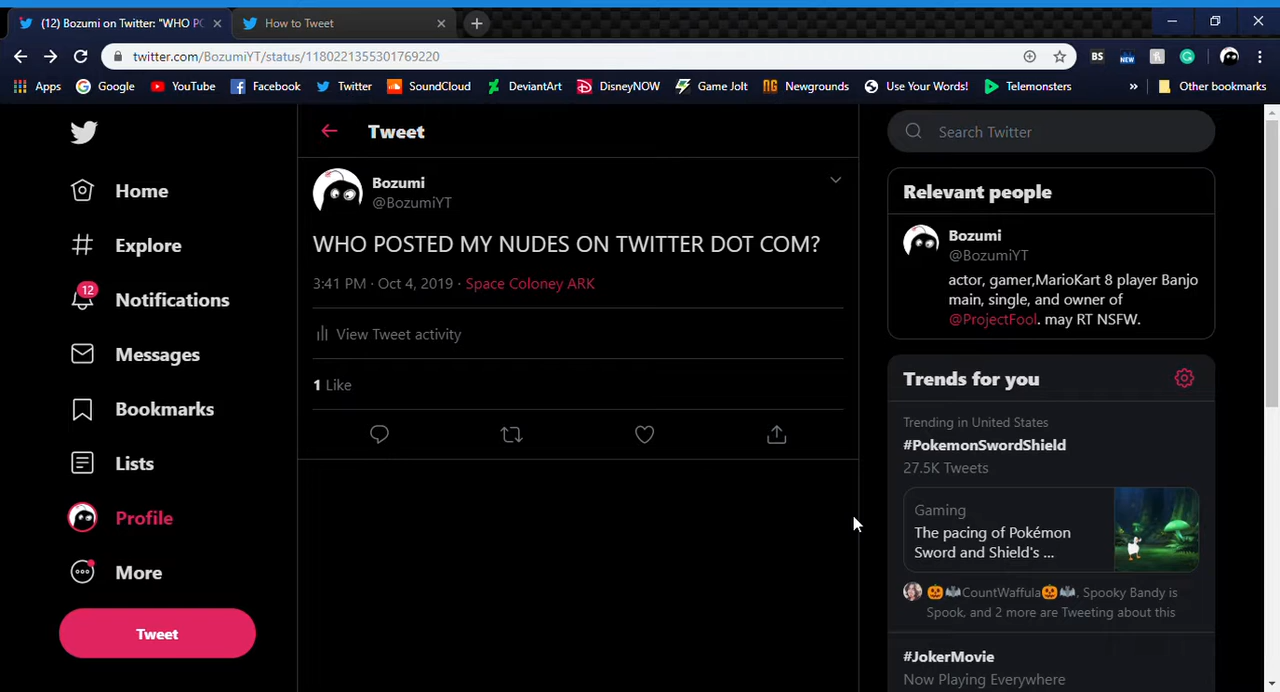 (12) Bozumi on Twitter: "WHO PO
How to Tweet
twitter.com/BozumiYT/status/1180221355301769220
BS
NEW
Apps
Google
YouTube
Facebook
Twitter
SoundCloud
DeviantArt
DisneyNOW
Game Jolt
NG
Newgrounds
Use Your Words!
Telemonsters
»
Other bookmarks
Home
Explore
12
Notifications
Messages
Bookmarks
Lists
Profile
More
Tweet
Tweet
Bozumi
@BozumiYT
WHO POSTED MY NUDES ON TWITTER DOT COM?
3:41 PM · Oct 4, 2019 · Space Coloney ARK
View Tweet activity
1 Like
Search Twitter
Relevant people
Bozumi
@BozumiYT
actor, gamer,MarioKart 8 player Banjo
main, single, and owner of
@ProjectFool. may RT NSFW.
Trends for you
Trending in United States
#PokemonSwordShield
27.5K Tweets
Gaming
The pacing of Pokémon
Sword and Shield's ...
🎃🦇CountWaffula🎃🦇, Spooky Bandy is
Spook, and 2 more are Tweeting about this
#JokerMovie
Now Playing Everywhere